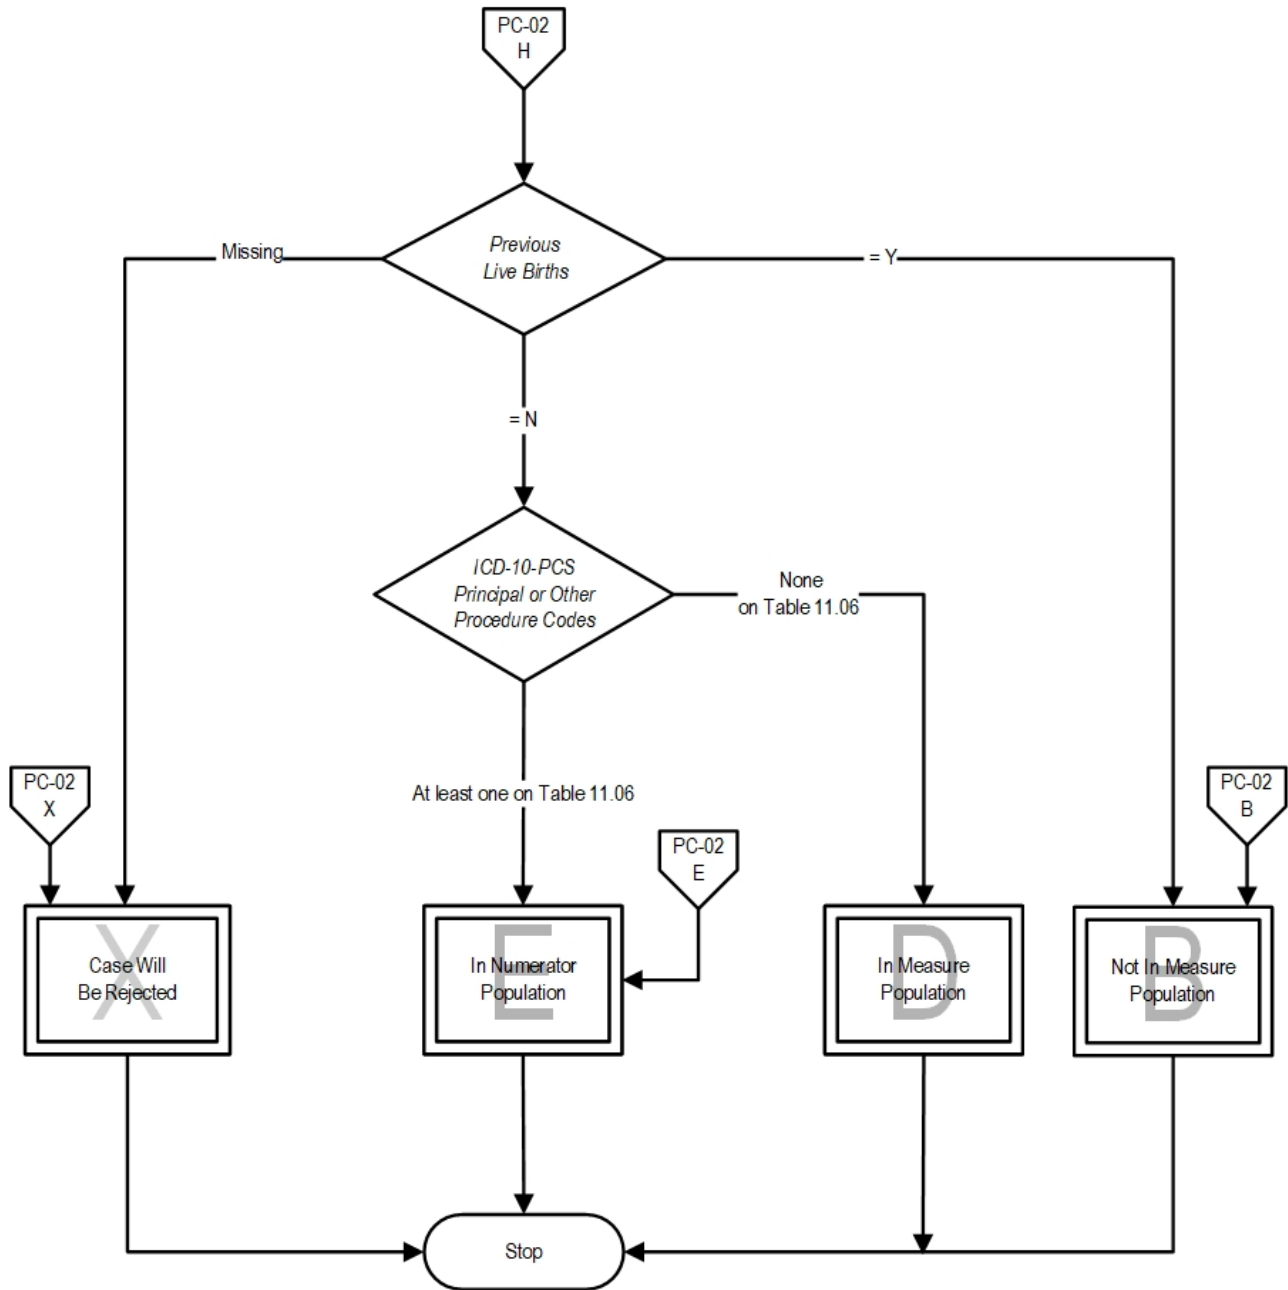 PC-02
H
Previous
Live Births
Missing
= Y
= N
ICD-10-PCS
Principal or Other
Procedure Codes
None
on Table 11.06
At least one on Table 11.06
PC-02
X
PC-02
E
PC-02
B
X
Case Will
Be Rejected
E
In Numerator
Population
D
In Measure
Population
B
Not In Measure
Population
Stop